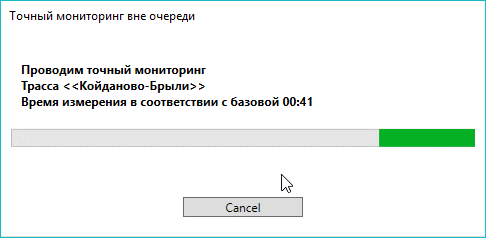 Точный мониторинг вне очереди
Проводим точный мониторинг
Трасса <<Койданово-Брыли>>
Время измерения в соответствии с базовой 00:41
Cancel